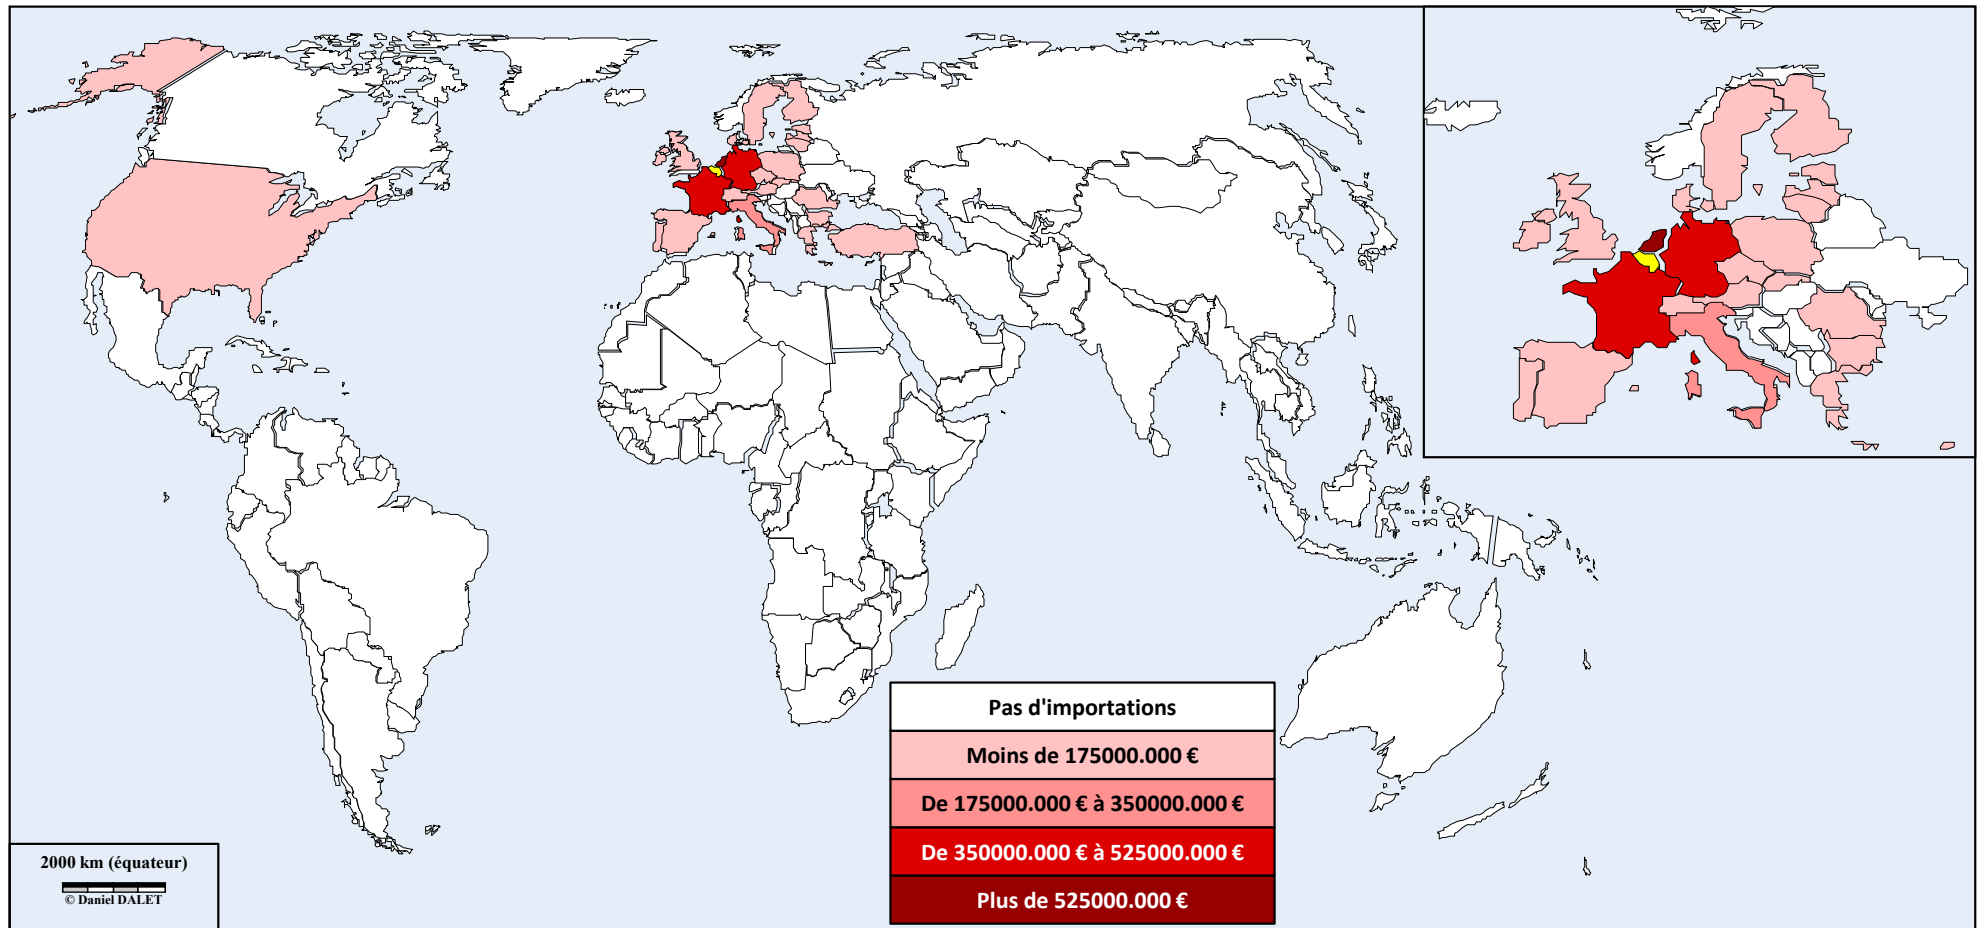 Pas d'importations
Moins de 175000.000 €
De 175000.000 € à 350000.000 €
De 350000.000 € à 525000.000 €
Plus de 525000.000 €
2000 km (équateur)
© Daniel DALET